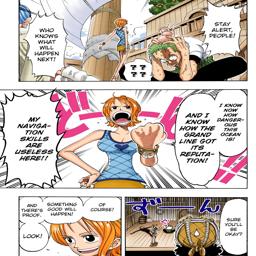 STAY
ALERT,
PEOPLE!
WHO
KNOWS
WHAT
WILL
HAPPEN
NEXT!
I KNOW
NOW
HOW
DANGER-
OUS
THIS
OCEAN
IS!
AND I KNOW
HOW THE
GRAND
LINE GOT
ITS
REPUTA-
TION!
MY
NAVIGA-
TION
SKILLS
ARE
USELESS
HERE!!
SURE
YOU'LL
BE
OKAY?
OF
COURSE!
SOMETHING
GOOD WILL
HAPPEN!
AND
THERE'S
PROOF.
LOOK!